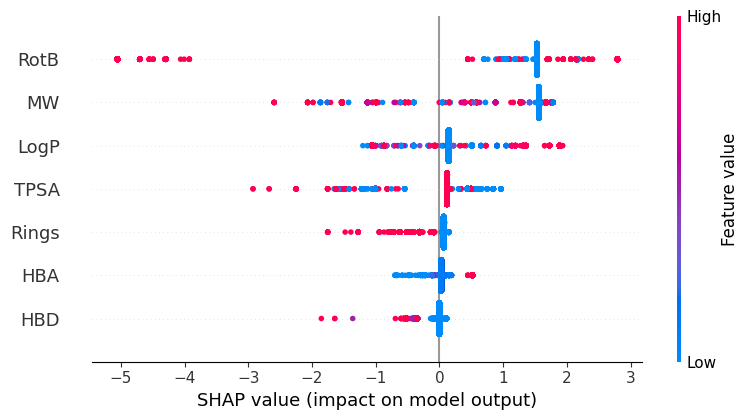 High
RotB
MW
LogP
TPSA
Rings
HBA
HBD
Feature value
Low
−5 −4 −3 −2 −1 0 1 2 3
SHAP value (impact on model output)